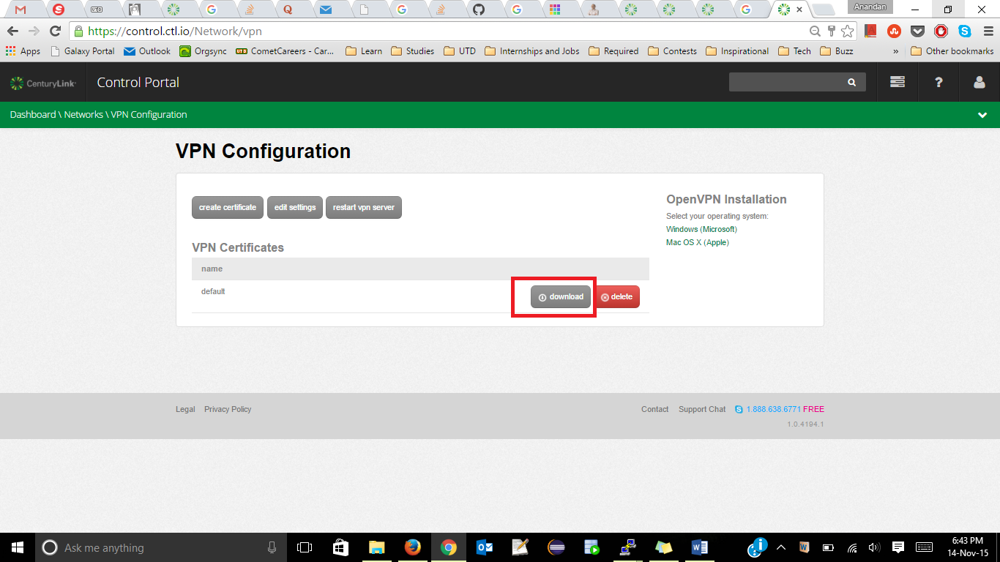 Anandan
https://control.ctl.io/Network/vpn
Apps Galaxy Portal Outlook Orgsync CometCareers - Car... Learn Studies UTD Internships and Jobs Required Contests Inspirational Tech Buzz » Other bookmarks
CenturyLink Control Portal
Dashboard \ Networks \ VPN Configuration
VPN Configuration
create certificate edit settings restart vpn server
VPN Certificates
name
default download delete
OpenVPN Installation
Select your operating system:
Windows (Microsoft)
Mac OS X (Apple)
Legal Privacy Policy Contact Support Chat 1.888.638.6771 FREE
1.0.4194.1
Ask me anything
6:43 PM
14-Nov-15